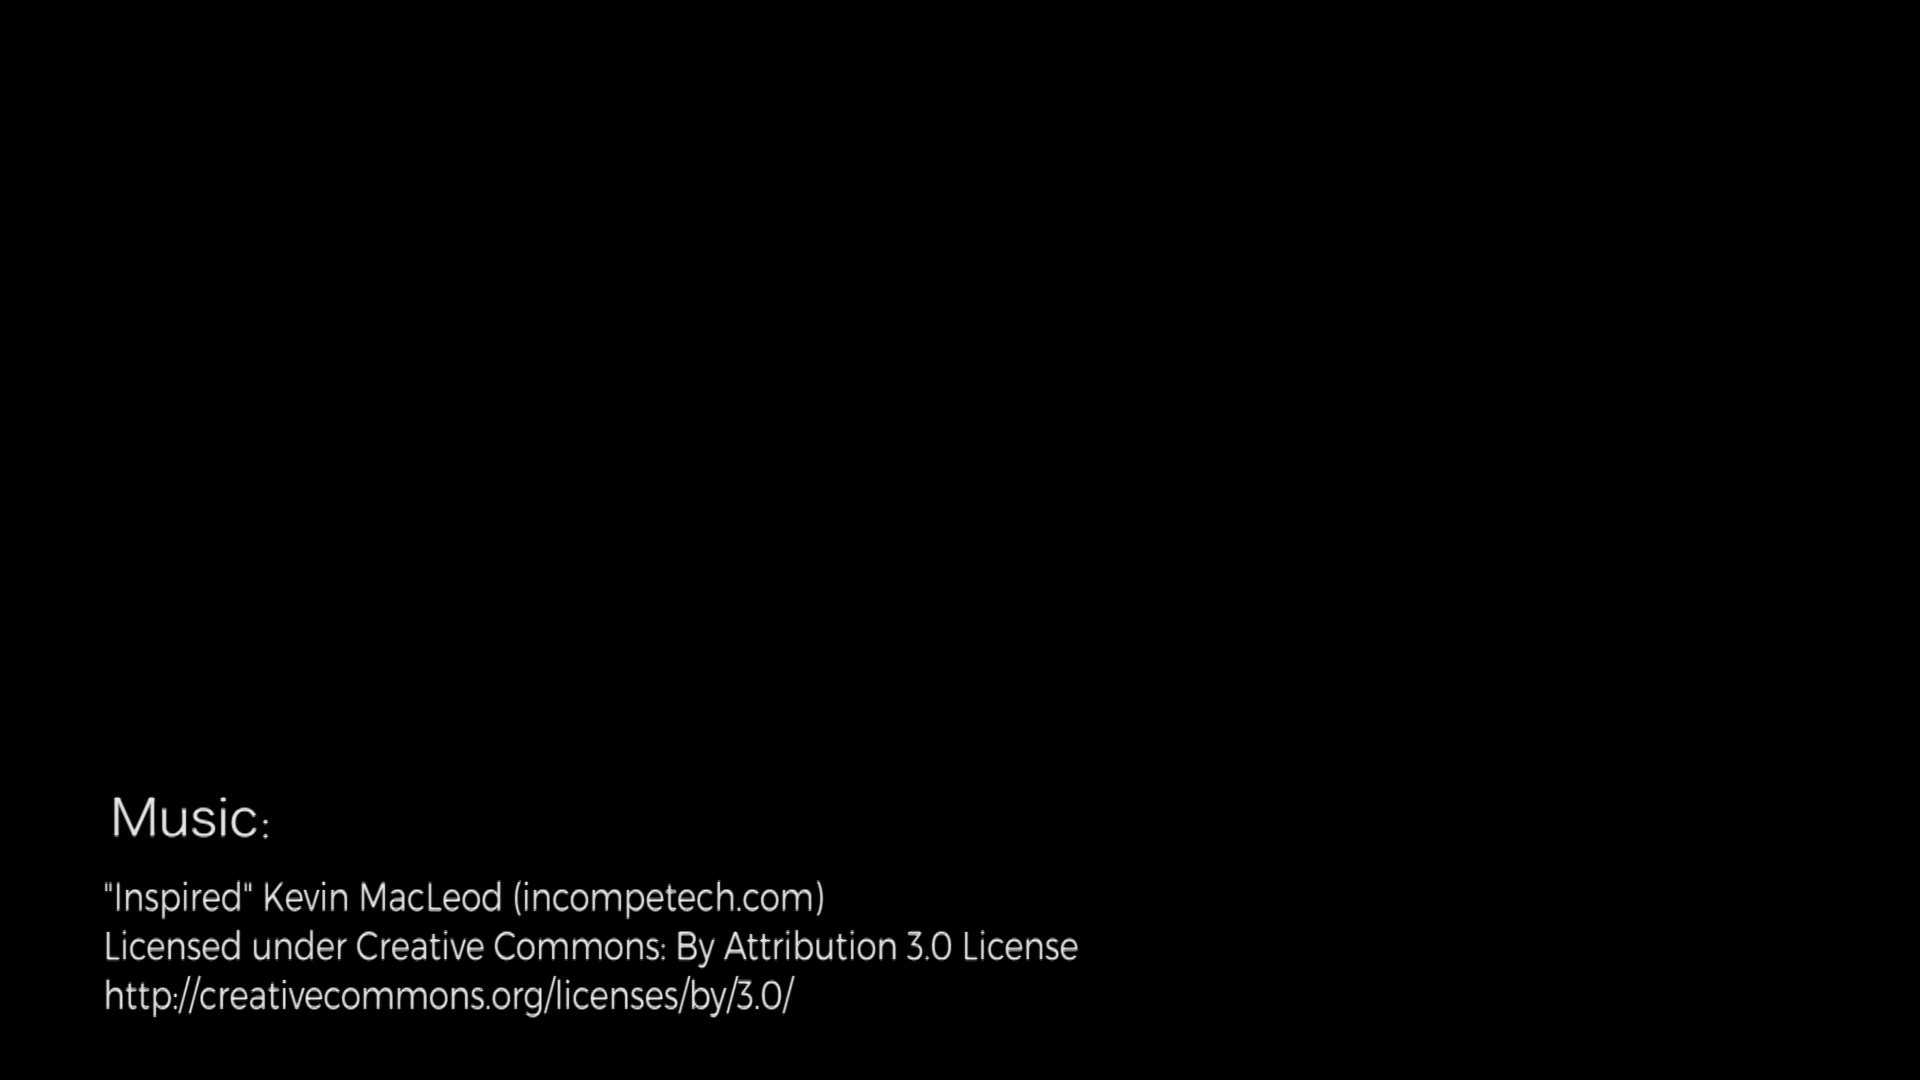 Music:
"Inspired" Kevin MacLeod (incompetech.com)
Licensed under Creative Commons: By Attribution 3.0 License
http://creativecommons.org/licenses/by/3.0/